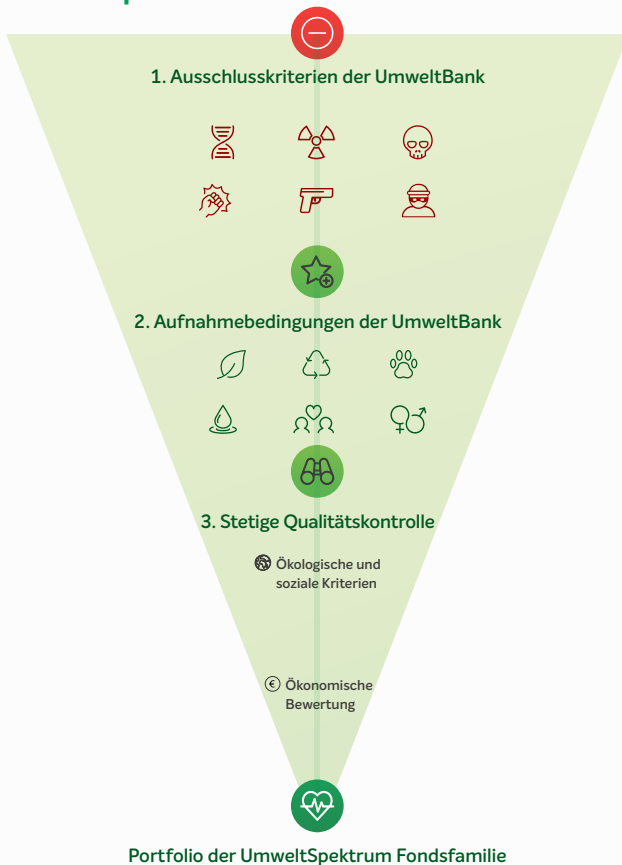 1. Ausschlusskriterien der UmweltBank
2. Aufnahmebedingungen der UmweltBank
3. Stetige Qualitätskontrolle
Ökologische und
soziale Kriterien
€ Ökonomische
Bewertung
Portfolio der UmweltSpektrum Fondsfamilie